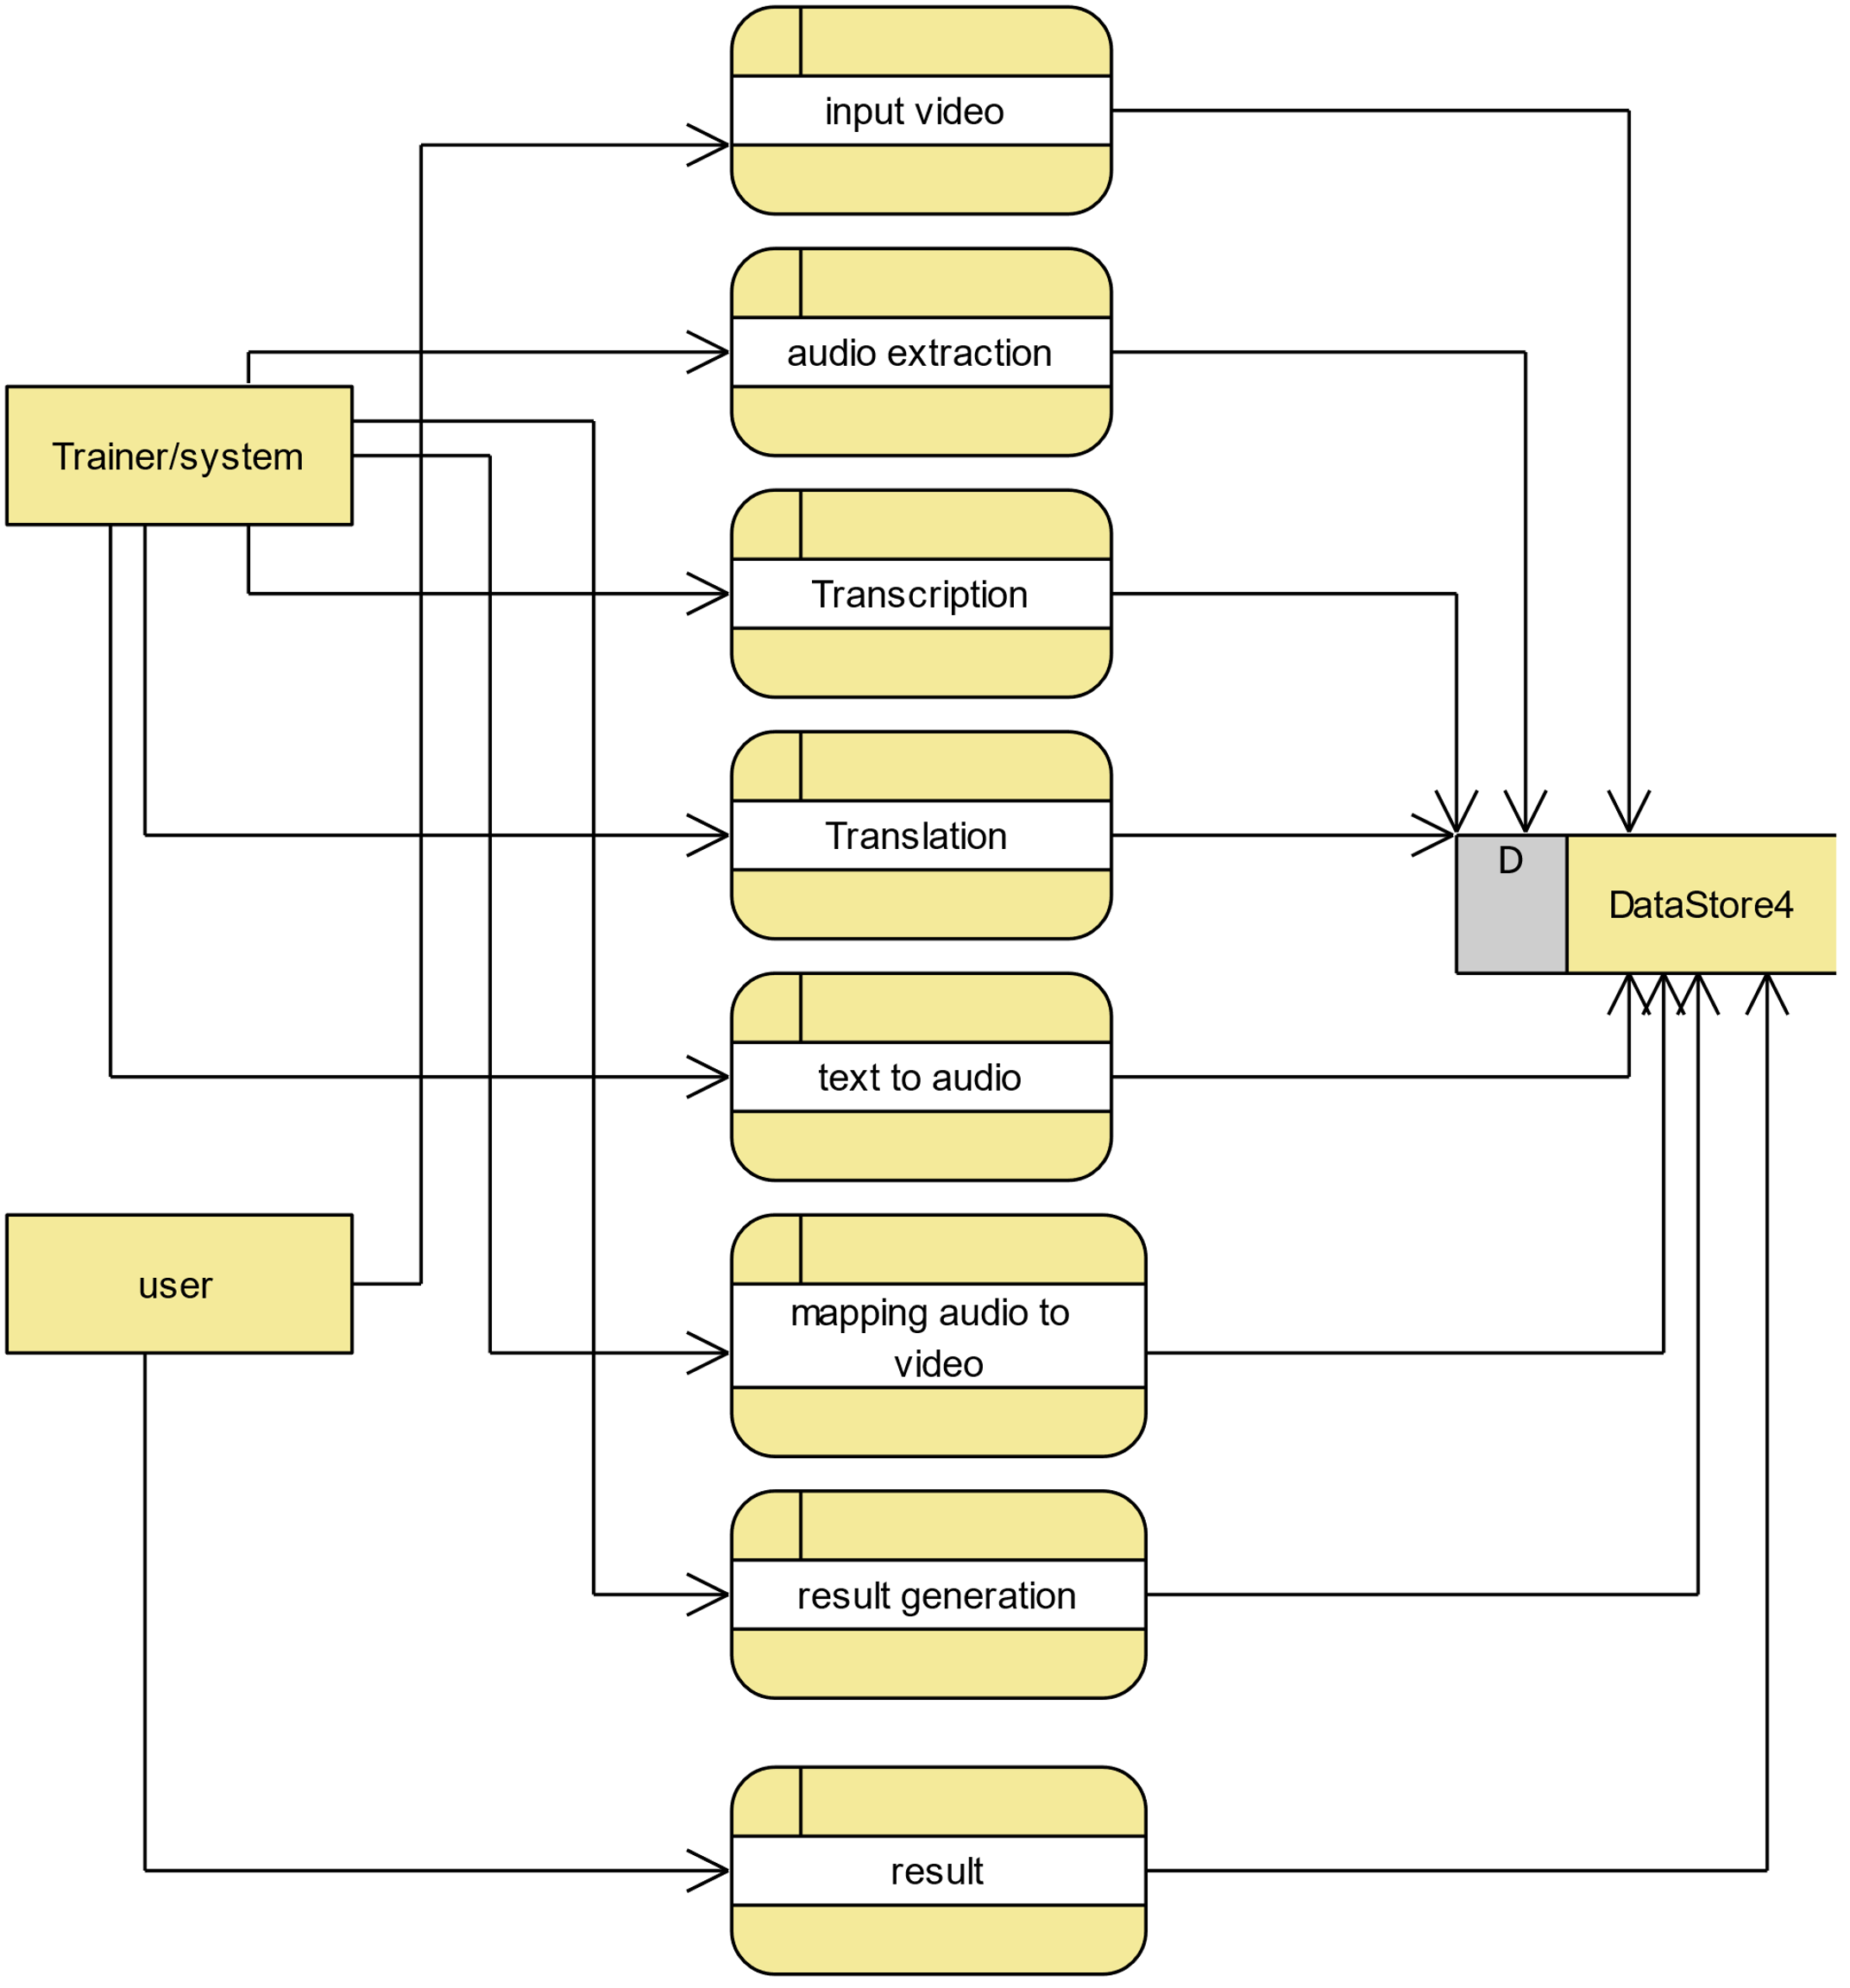 input video
audio extraction
Trainer/system
Transcription
Translation
D
DataStore4
text to audio
user
mapping audio to
video
result generation
result